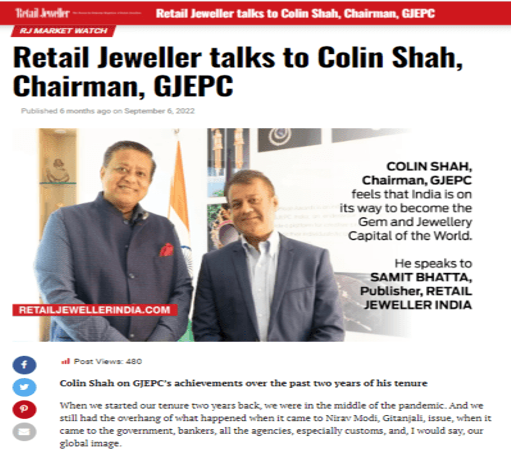 Retail Jeweller
Retail Jeweller talks to Colin Shah, Chairman, GJEPC
RJ MARKET WATCH
Retail Jeweller talks to Colin Shah,
Chairman, GJEPC
Published 6 months ago on September 6, 2022
COLIN SHAH,
Chairman, GJEPC
feels that India is on
its way to become the
Gem and Jewellery
Capital of the World.
He speaks to
SAMIT BHATTA,
Publisher, RETAIL
JEWELLER INDIA
RETAILJEWELLERINDIA.COM
Post Views: 480
Colin Shah on GJEPC's achievements over the past two years of his tenure
When we started our tenure two years back, we were in the middle of the pandemic. And we
still had the overhang of what happened when it came to Nirav Modi, Gitanjali, issue, when it
came to the government, bankers, all the agencies, especially customs, and, I would say, our
global image.